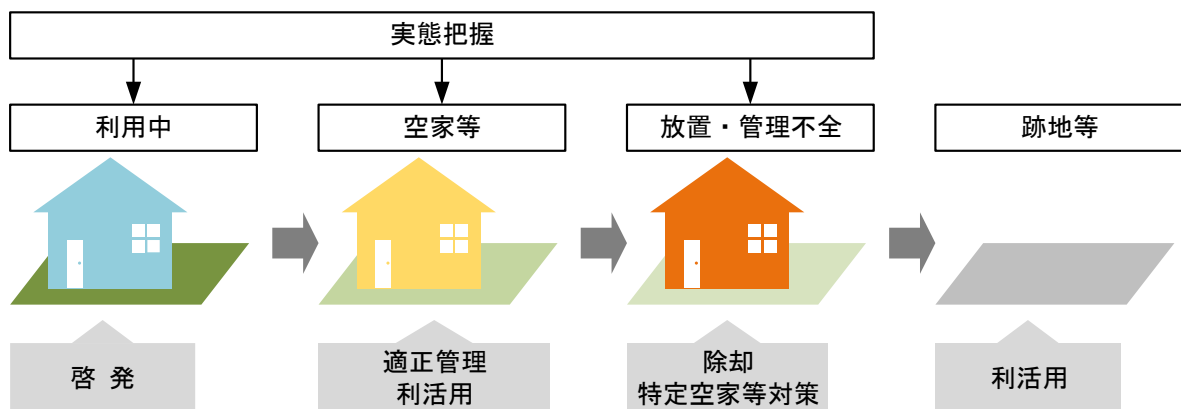 実態把握
利用中
空家等
放置・管理不全
跡地等
啓 発
適正管理
利活用
除却
特定空家等対策
利活用